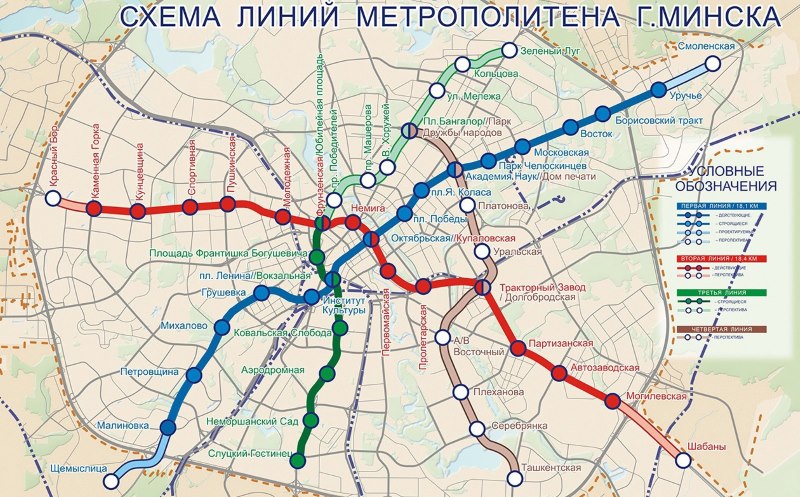 СХЕМА ЛИНИЙ МЕТРОПОЛИТЕНА Г.МИНСКА
Зеленый Луг
Смоленская
Кольцова
ул. Мележа
Уручье
Борисовский тракт
Восток
Московская
Парк Челюскинцев
Академия Наук/Дом печати
Пл.Бангалор/Парк
Дружбы народов
В. Хоружей
пр. Машерова
пр. Победителей
Фрунзенская/Юбилейная площадь
Молодежная
Пушкинская
Спортивная
Кунцевщина
Каменная Горка
Красный Бор
УСЛОВНЫЕ
ОБОЗНАЧЕНИЯ
ПЕРВАЯ ЛИНИЯ / 18.1 КМ
- ДЕЙСТВУЮЩИЕ
- СТРОЯЩИЕСЯ
- ПРОЕКТИРУЕМЫЕ
- ПЕРСПЕКТИВА
ВТОРАЯ ЛИНИЯ / 18.4 КМ
- ДЕЙСТВУЮЩИЕ
- ПЕРСПЕКТИВА
ТРЕТЬЯ ЛИНИЯ
- СТРОЯЩИЕСЯ
- ПЕРСПЕКТИВА
ЧЕТВЕРТАЯ ЛИНИЯ
ПЕРСПЕКТИВА
пл.Я. Коласа
Платонова
Немига
пл. Победы
Октябрьская/Купаловская
Уральская
Площадь Франтишка Богушевича
пл. Ленина/Вокзальная
Грушевка
Институт
Культуры
Тракторный Завод
/ Долгобродская
Первомайская
Пролетарская
Михалово
Ковальская Слобода
А/В
Восточный
Партизанская
Автозаводская
Могилевская
Петровщина
Аэродромная
Плеханова
Малиновка
Неморшанский Сад
Серебрянка
Шабаны
Слуцкий Гостинец
Щемыслица
Ташкентская